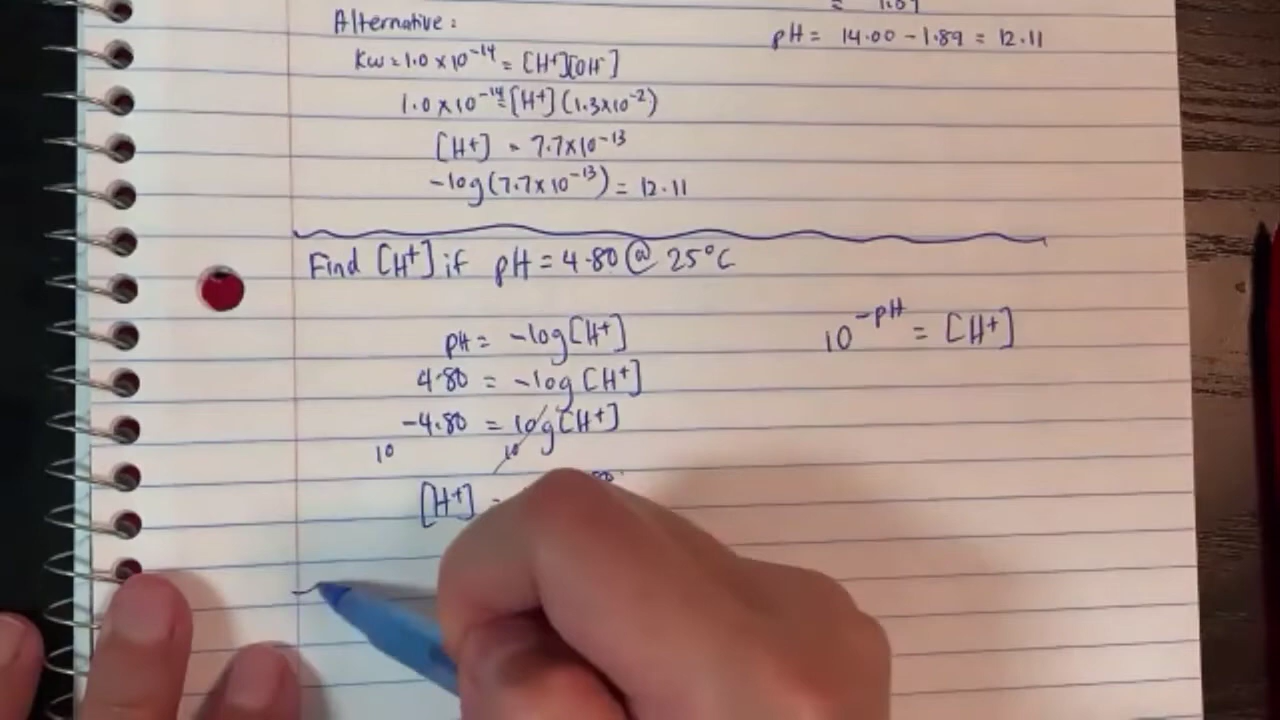 Alternative:
Kw = 1.0 x 10⁻¹⁴ = [H⁺][OH⁻]
1.0 x 10⁻¹⁴ = [H⁺] (1.3x10⁻²)
[H⁺] = 7.7x10⁻¹³
-log(7.7x10⁻¹³) = 12.11
= 1.89
pH = 14.00 - 1.89 = 12.11
Find [H⁺] if pH = 4.80 @ 25°C
pH = -log[H⁺]
4.80 = -log [H⁺]
-4.80 = log[H⁺]
10 10
[H⁺] =
10⁻ᵖᴴ = [H⁺]